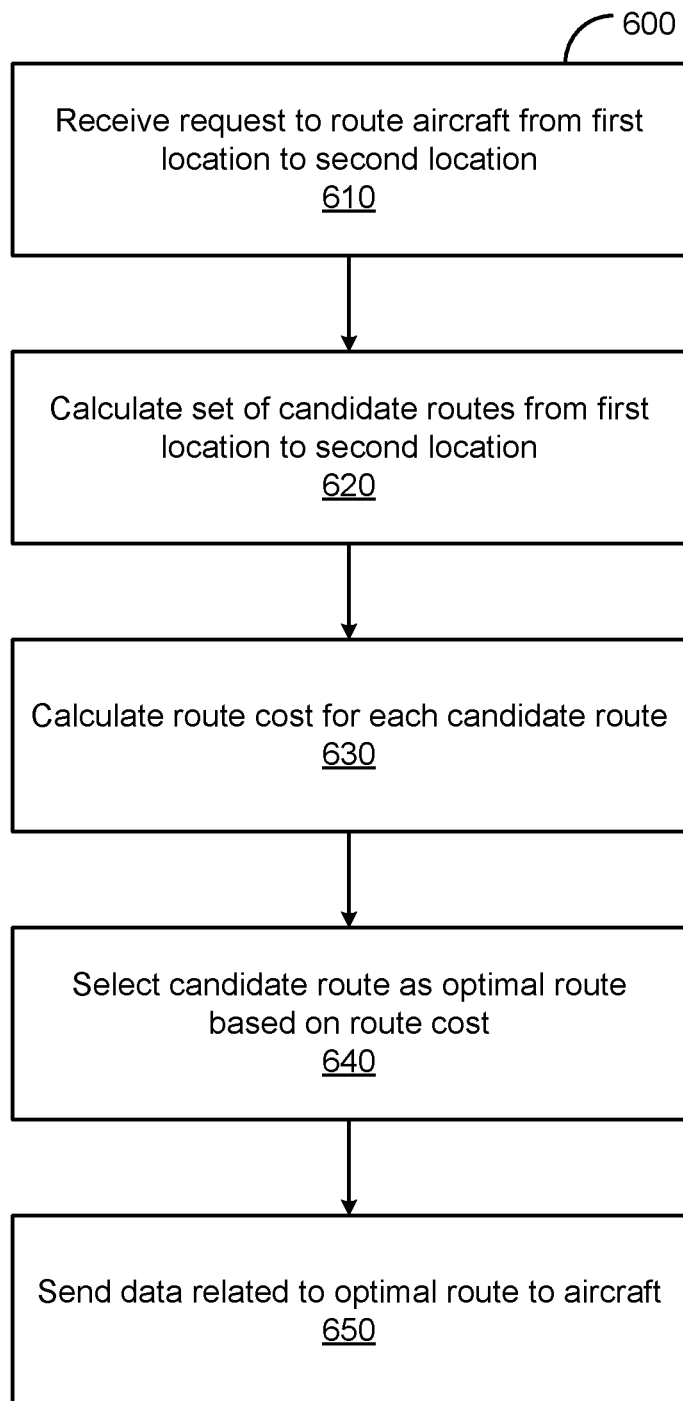 600
Receive request to route aircraft from first
location to second location
610
Calculate set of candidate routes from first
location to second location
620
Calculate route cost for each candidate route
630
Select candidate route as optimal route
based on route cost
640
Send data related to optimal route to aircraft
650